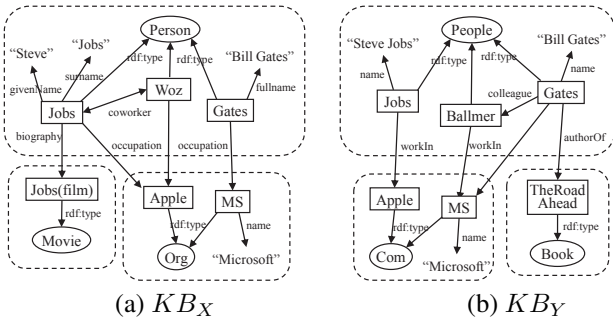 Person
“Steve”
“Jobs”
rdf:type
rdf:type
rdf:type
“Bill Gates”
surname
givenName
Woz
fullname
Jobs
coworker
Gates
biography
occupation
occupation
Jobs(film)
Apple
MS
rdf:type
rdf:type
name
Movie
Org
“Microsoft”
(a) KB_X
People
“Steve Jobs”
“Bill Gates”
rdf:type
rdf:type
name
name
Jobs
colleague
Gates
Ballmer
workIn
workIn
authorOf
Apple
MS
TheRoad
Ahead
rdf:type
name
rdf:type
Com
“Microsoft”
Book
(b) KB_Y